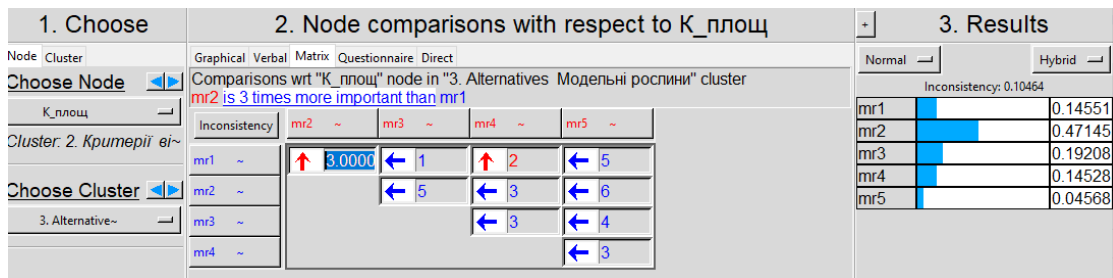 1. Choose
Node Cluster
Choose Node
К_площ
Cluster: 2. Критерії ві~
Choose Cluster
3. Alternative~
2. Node comparisons with respect to К_площ
Graphical Verbal Matrix Questionnaire Direct
Comparisons wrt "К_площ" node in "3. Alternatives Модельні роспини" cluster
mr2 is 3 times more important than mr1
Inconsistency mr2 ~ mr3 ~ mr4 ~ mr5 ~
mr1 ~ 3.0000 1 2 5
mr2 ~ 5 3 6
mr3 ~ 3 4
mr4 ~ 3
+ 3. Results
Normal Hybrid
Inconsistency: 0.10464
mr1 0.14551
mr2 0.47145
mr3 0.19208
mr4 0.14528
mr5 0.04568